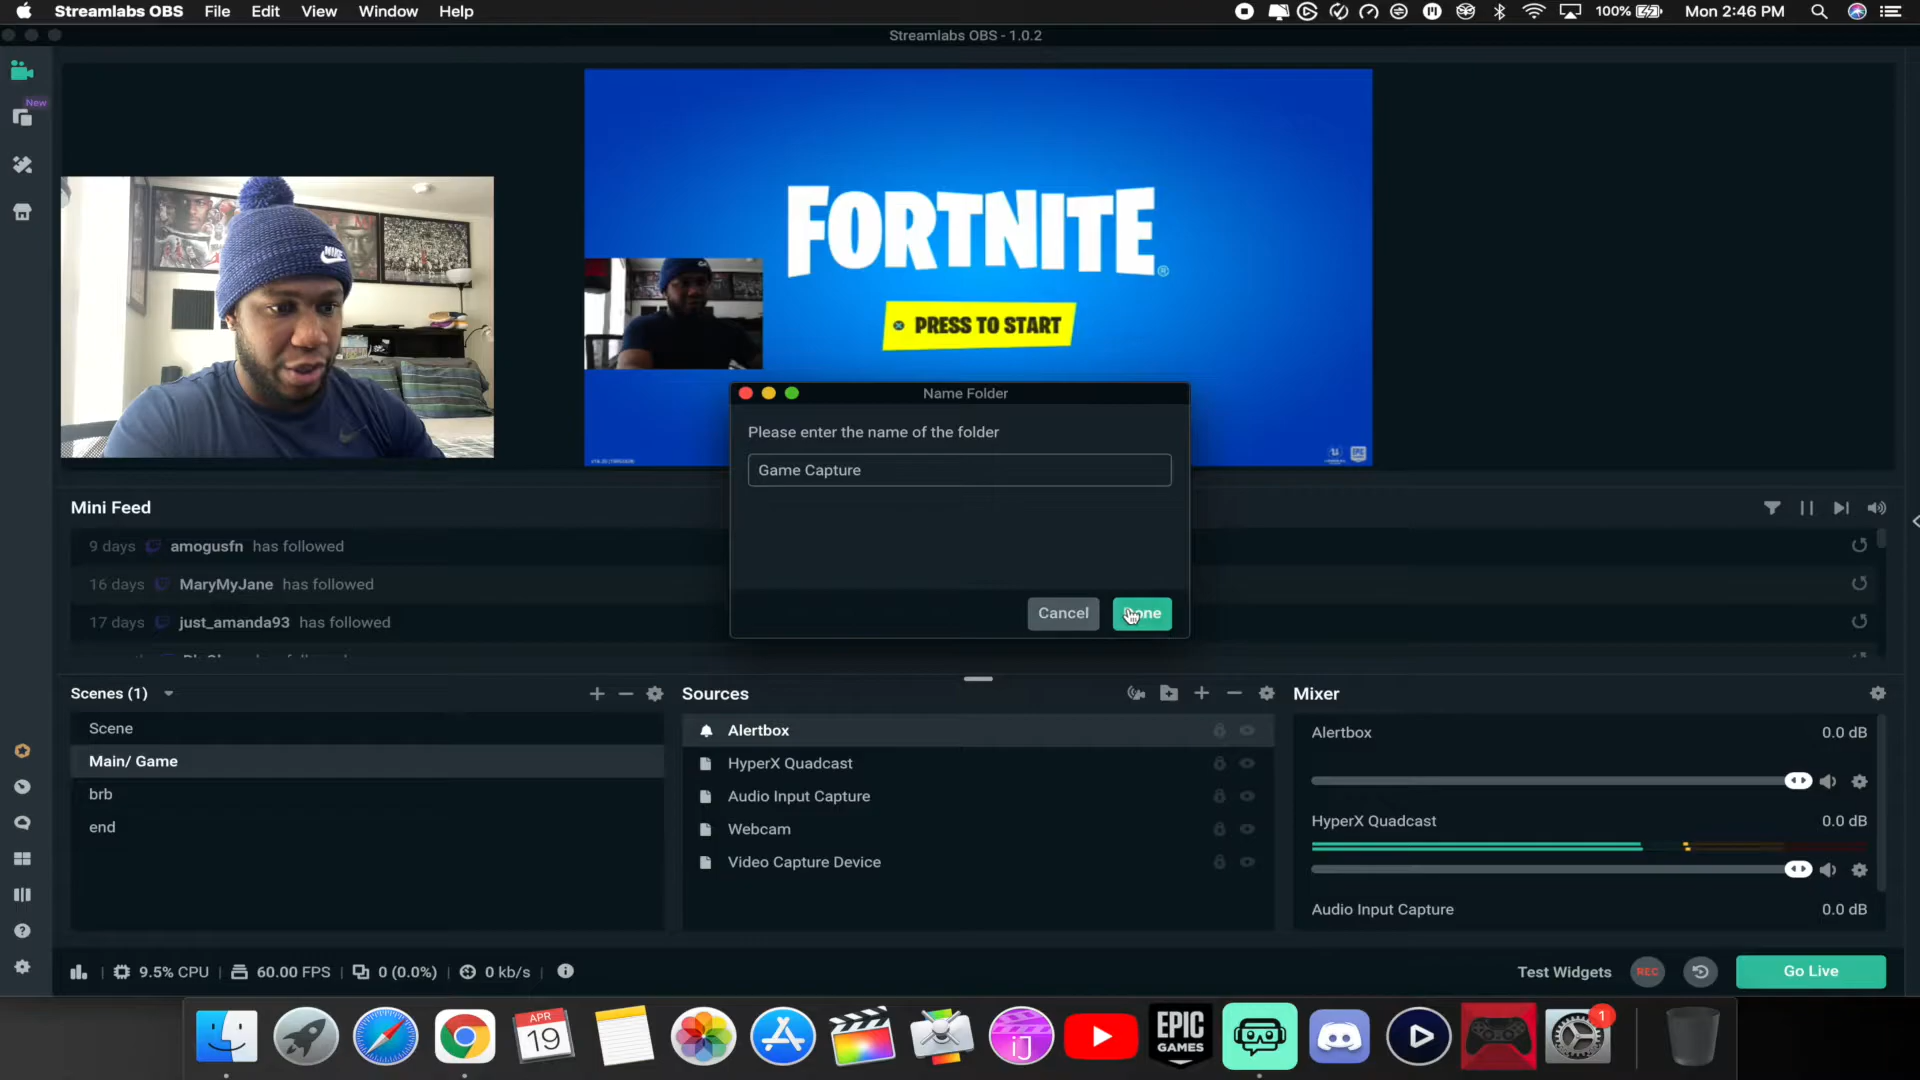 Streamlabs OBS File Edit View Window Help
100% Mon 2:46 PM
Streamlabs OBS - 1.0.2
New
NIKE
FORTNITE
PRESS TO START
Name Folder
Please enter the name of the folder
Game Capture
Cancel
Done
Mini Feed
9 days amogusfn has followed
16 days MaryMyJane has followed
17 days just_amanda93 has followed
Scenes (1)
Scene
Main/ Game
brb
end
Sources
Alertbox
HyperX Quadcast
Audio Input Capture
Webcam
Video Capture Device
Mixer
Alertbox 0.0 dB
HyperX Quadcast 0.0 dB
Audio Input Capture 0.0 dB
9.5% CPU 60.00 FPS 0 (0.0%) 0 kb/s
Test Widgets REC Go Live
APR
19
EPIC
GAMES
1